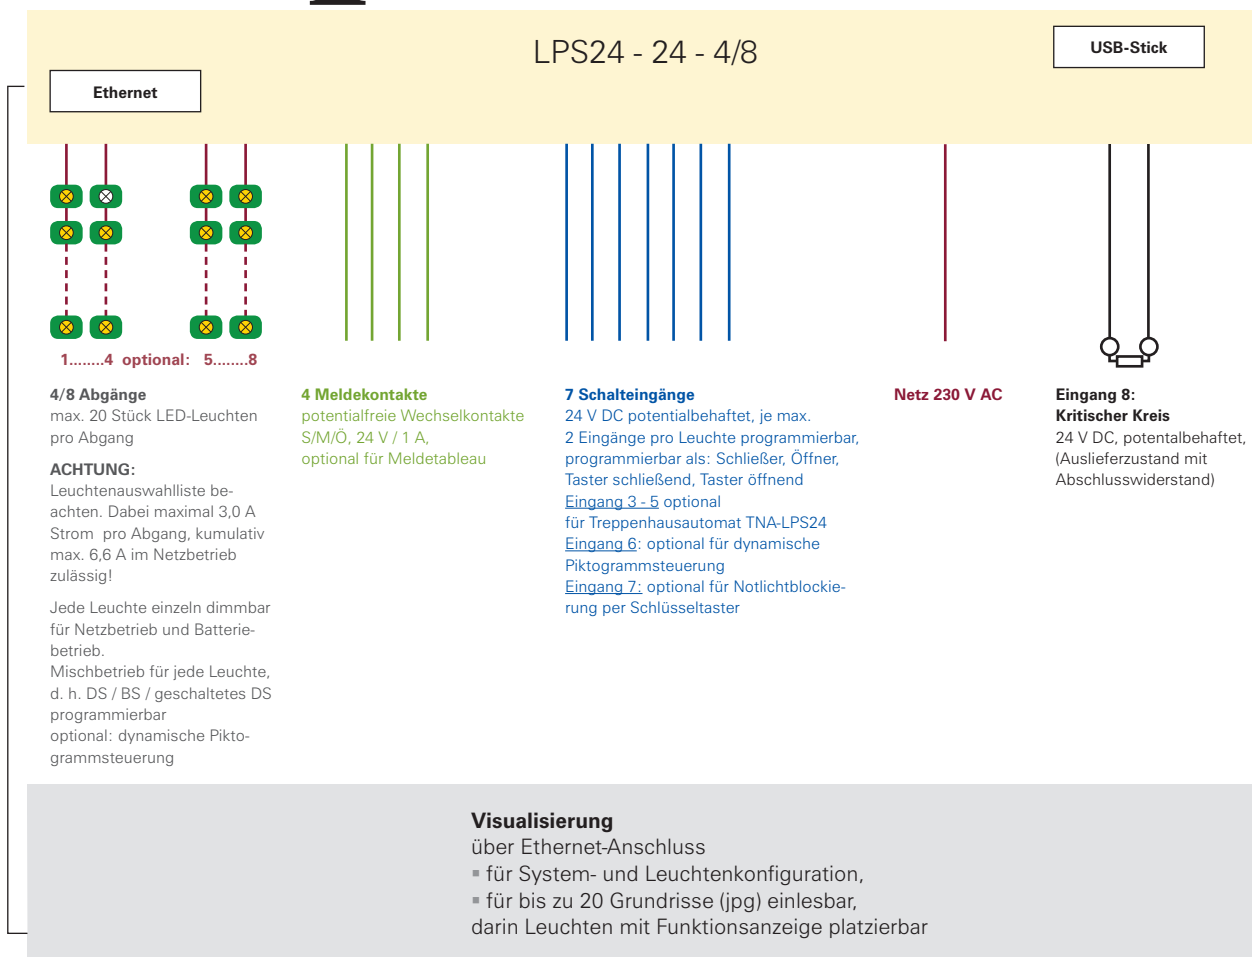 LPS24 - 24 - 4/8
USB-Stick
Ethernet
1........4 optional: 5........8
4/8 Abgänge
max. 20 Stück LED-Leuchten
pro Abgang
ACHTUNG:
Leuchtenauswahlliste be-
achten. Dabei maximal 3,0 A
Strom pro Abgang, kumulativ
max. 6,6 A im Netzbetrieb
zulässig!
Jede Leuchte einzeln dimmbar
für Netzbetrieb und Batterie-
betrieb.
Mischbetrieb für jede Leuchte,
d. h. DS / BS / geschaltetes DS
programmierbar
optional: dynamische Pikto-
grammsteuerung
4 Meldekontakte
potentialfreie Wechselkontakte
S/M/Ö, 24 V / 1 A,
optional für Meldetableau
7 Schalteingänge
24 V DC potentialbehaftet, je max.
2 Eingänge pro Leuchte programmierbar,
programmierbar als: Schließer, Öffner,
Taster schließend, Taster öffnend
Eingang 3 - 5 optional
für Treppenhausautomat TNA-LPS24
Eingang 6: optional für dynamische
Piktogrammsteuerung
Eingang 7: optional für Notlichtblockie-
rung per Schlüsseltaster
Netz 230 V AC
Eingang 8:
Kritischer Kreis
24 V DC, potentalbehaftet,
(Auslieferzustand mit
Abschlusswiderstand)
Visualisierung
über Ethernet-Anschluss
▪ für System- und Leuchtenkonfiguration,
▪ für bis zu 20 Grundrisse (jpg) einlesbar,
darin Leuchten mit Funktionsanzeige platzierbar